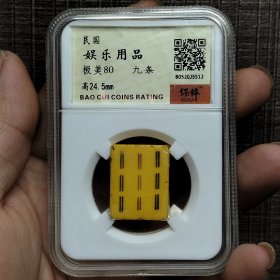 民国
娱乐用品
极美80 九条
高24.5mm
BAO CUI COINS RATING
保粹